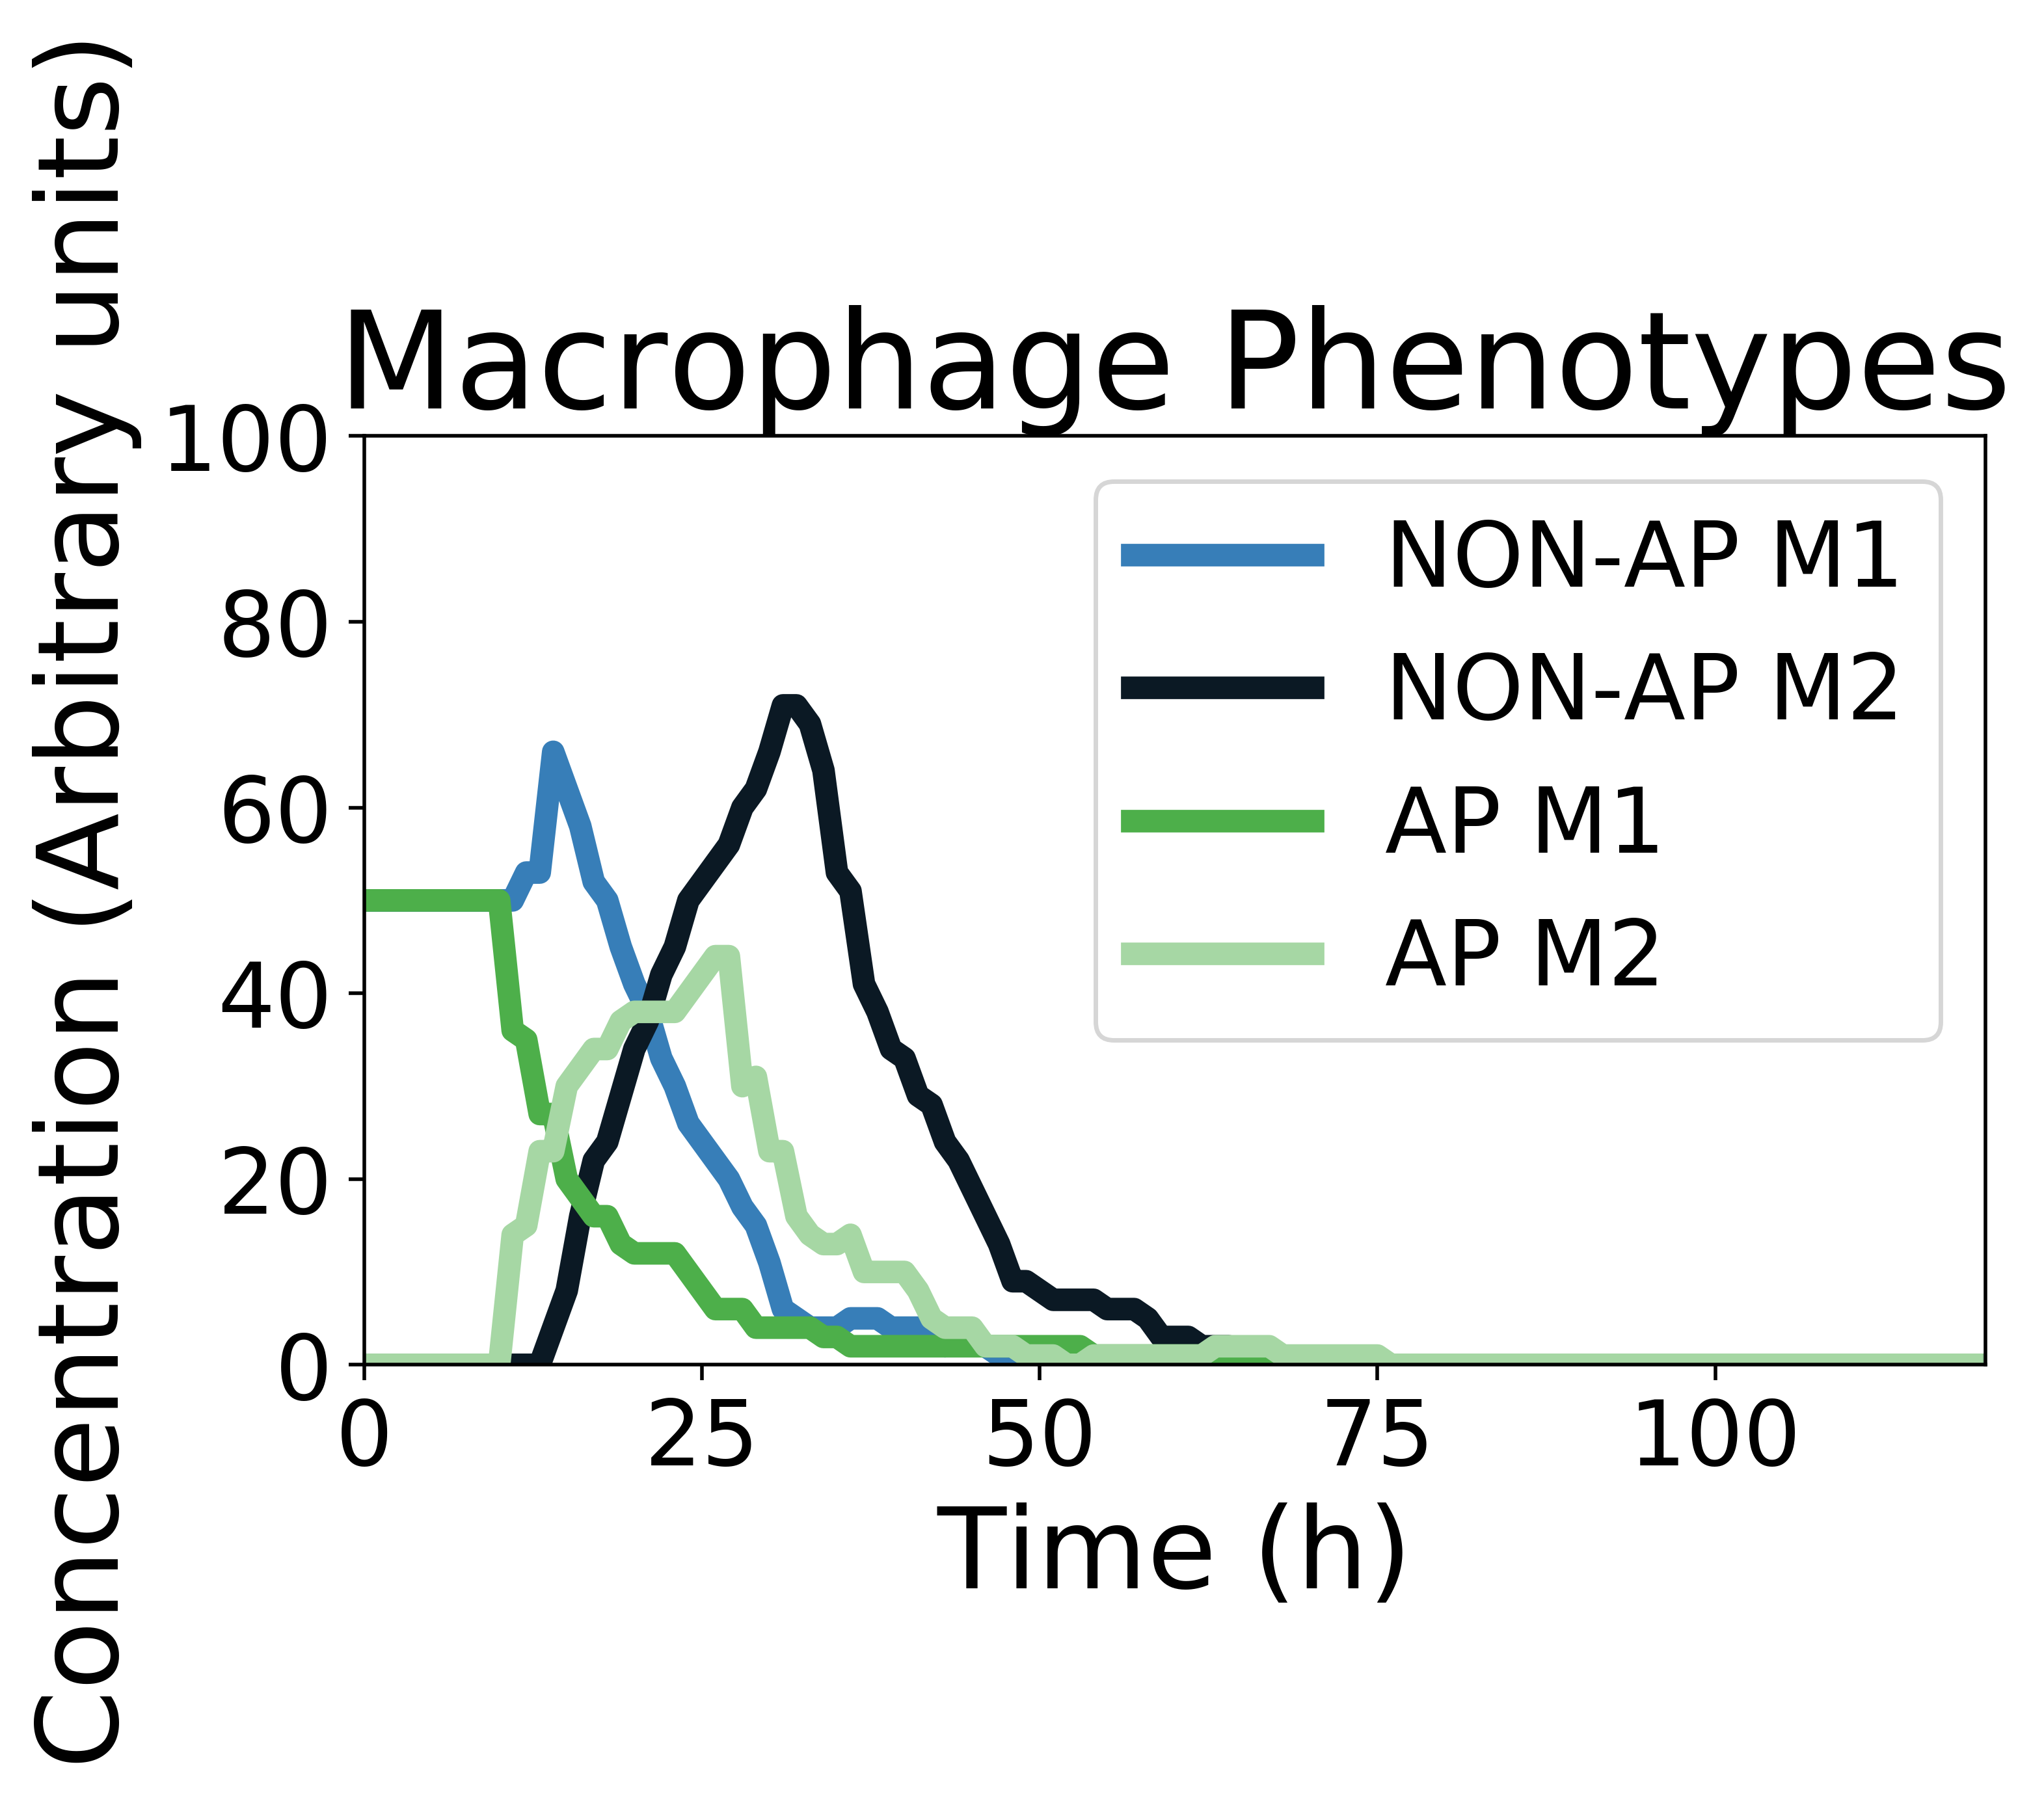 Macrophage Phenotypes
Concentration (Arbitrary units)
100
80
60
40
20
0
NON-AP M1
NON-AP M2
AP M1
AP M2
0 25 50 75 100
Time (h)